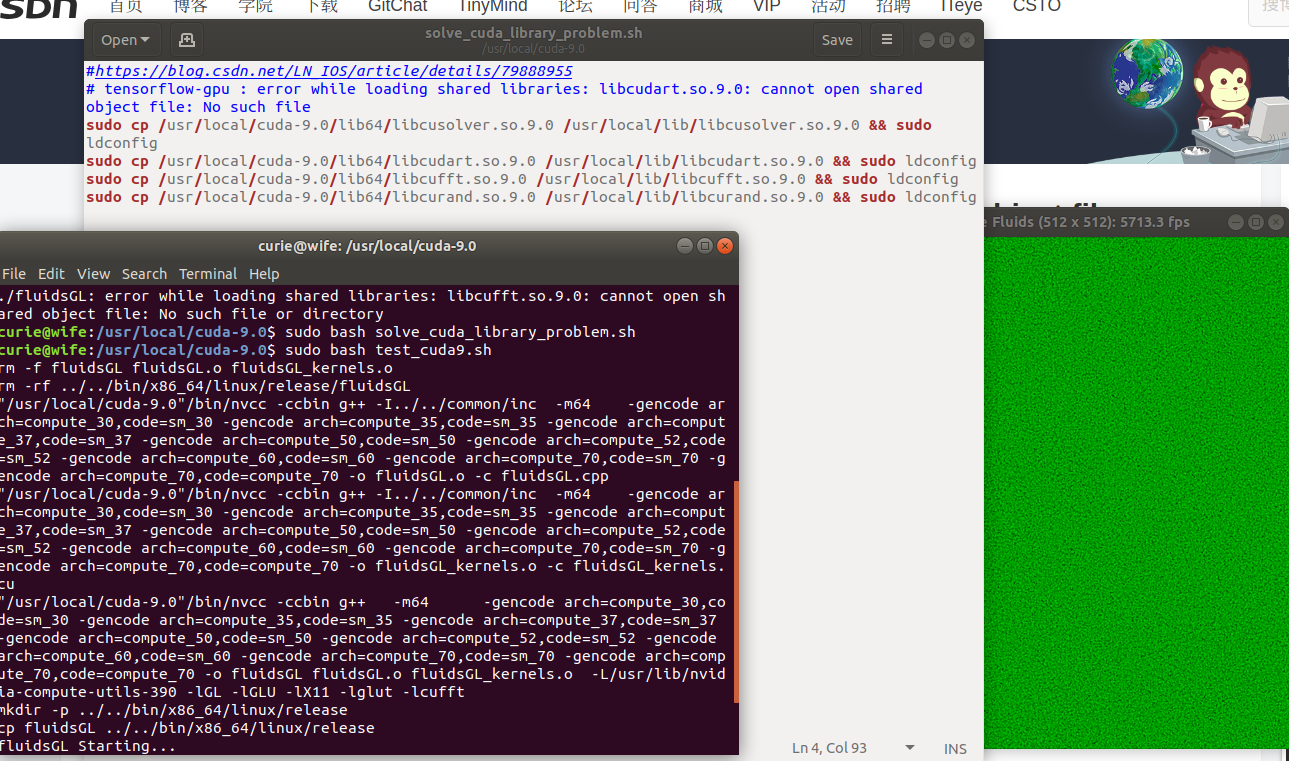 首页 博客 学院 下载 GitChat TinyMind 论坛 问答 商城 VIP 活动 招聘 ITeye CSTO
Open
solve_cuda_library_problem.sh
/usr/local/cuda-9.0
Save
#https://blog.csdn.net/LN_IOS/article/details/79888955
# tensorflow-gpu : error while loading shared libraries: libcudart.so.9.0: cannot open shared
object file: No such file
sudo cp /usr/local/cuda-9.0/lib64/libcusolver.so.9.0 /usr/local/lib/libcusolver.so.9.0 && sudo
ldconfig
sudo cp /usr/local/cuda-9.0/lib64/libcudart.so.9.0 /usr/local/lib/libcudart.so.9.0 && sudo ldconfig
sudo cp /usr/local/cuda-9.0/lib64/libcufft.so.9.0 /usr/local/lib/libcufft.so.9.0 && sudo ldconfig
sudo cp /usr/local/cuda-9.0/lib64/libcurand.so.9.0 /usr/local/lib/libcurand.so.9.0 && sudo ldconfig
Fluids (512 x 512): 5713.3 fps
curie@wife: /usr/local/cuda-9.0
File Edit View Search Terminal Help
./fluidsGL: error while loading shared libraries: libcufft.so.9.0: cannot open sh
ared object file: No such file or directory
curie@wife:/usr/local/cuda-9.0$ sudo bash solve_cuda_library_problem.sh
curie@wife:/usr/local/cuda-9.0$ sudo bash test_cuda9.sh
rm -f fluidsGL fluidsGL.o fluidsGL_kernels.o
rm -rf ../../bin/x86_64/linux/release/fluidsGL
"/usr/local/cuda-9.0"/bin/nvcc -ccbin g++ -I../../common/inc  -m64    -gencode ar
ch=compute_30,code=sm_30 -gencode arch=compute_35,code=sm_35 -gencode arch=comput
e_37,code=sm_37 -gencode arch=compute_50,code=sm_50 -gencode arch=compute_52,code
=sm_52 -gencode arch=compute_60,code=sm_60 -gencode arch=compute_70,code=sm_70 -g
encode arch=compute_70,code=compute_70 -o fluidsGL.o -c fluidsGL.cpp
"/usr/local/cuda-9.0"/bin/nvcc -ccbin g++ -I../../common/inc  -m64    -gencode ar
ch=compute_30,code=sm_30 -gencode arch=compute_35,code=sm_35 -gencode arch=comput
e_37,code=sm_37 -gencode arch=compute_50,code=sm_50 -gencode arch=compute_52,code
=sm_52 -gencode arch=compute_60,code=sm_60 -gencode arch=compute_70,code=sm_70 -g
encode arch=compute_70,code=compute_70 -o fluidsGL_kernels.o -c fluidsGL_kernels.
cu
"/usr/local/cuda-9.0"/bin/nvcc -ccbin g++   -m64      -gencode arch=compute_30,co
de=sm_30 -gencode arch=compute_35,code=sm_35 -gencode arch=compute_37,code=sm_37
-gencode arch=compute_50,code=sm_50 -gencode arch=compute_52,code=sm_52 -gencode
arch=compute_60,code=sm_60 -gencode arch=compute_70,code=sm_70 -gencode arch=comp
ute_70,code=compute_70 -o fluidsGL fluidsGL.o fluidsGL_kernels.o  -L/usr/lib/nvid
ia-compute-utils-390 -lGL -lGLU -lX11 -lglut -lcufft
mkdir -p ../../bin/x86_64/linux/release
cp fluidsGL ../../bin/x86_64/linux/release
fluidsGL Starting...
Ln 4, Col 93
INS